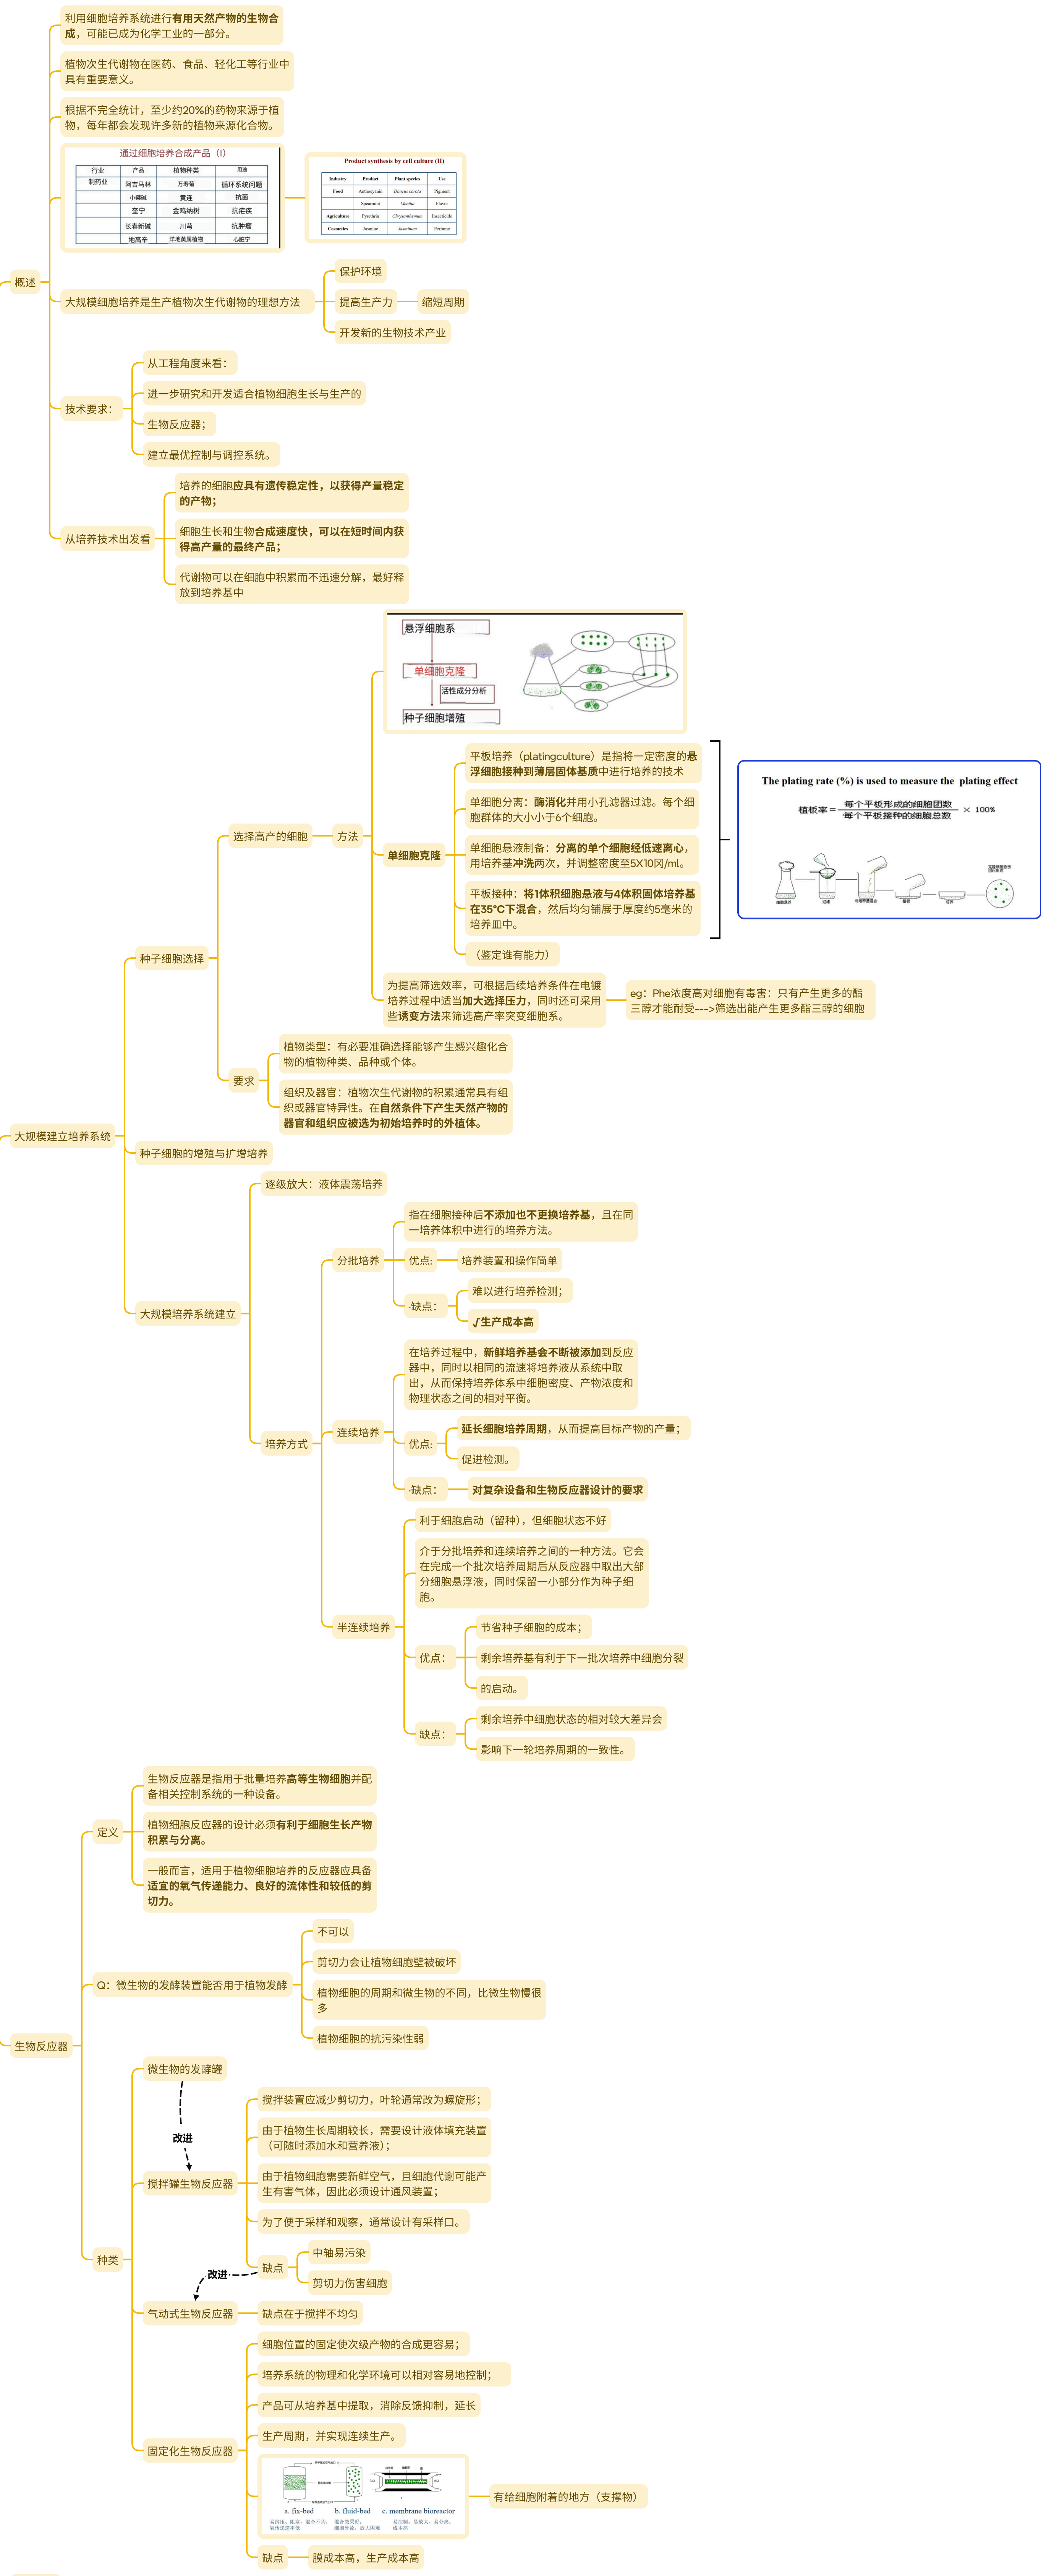 利用细胞培养系统进行有用天然产物的生物合
成，可能已成为化学工业的一部分。
植物次生代谢物在医药、食品、轻化工等行业中
具有重要意义。
根据不完全统计，至少约20%的药物来源于植
物，每年都会发现许多新的植物来源化合物。
通过细胞培养合成产品（I）
行业 产品 植物种类 用途
制药业 阿吉马林 万寿菊 循环系统问题
小檗碱 黄连 抗菌
奎宁 金鸡纳树 抗疟疾
长春新碱 川芎 抗肿瘤
地高辛 洋地黄属植物 心脏宁
Product synthesis by cell culture (II)
Industry Product Plant species Use
Food Anthocyanin Daucus carota Pigment
Spearmint Mentha Flavor
Agriculture Pyrethrin Chrysanthemum Insecticide
Cosmetics Jasmine Jasminum Perfume
概述
大规模细胞培养是生产植物次生代谢物的理想方法
保护环境
提高生产力
缩短周期
开发新的生物技术产业
技术要求：
从工程角度来看：
进一步研究和开发适合植物细胞生长与生产的
生物反应器；
建立最优控制与调控系统。
从培养技术出发看
培养的细胞应具有遗传稳定性，以获得产量稳定
的产物；
细胞生长和生物合成速度快，可以在短时间内获
得高产量的最终产品；
代谢物可以在细胞中积累而不迅速分解，最好释
放到培养基中
大规模建立培养系统
种子细胞选择
选择高产的细胞
方法
悬浮细胞系
单细胞克隆
活性成分分析
种子细胞增殖
单细胞克隆
平板培养（platingculture）是指将一定密度的悬
浮细胞接种到薄层固体基质中进行培养的技术
单细胞分离：酶消化并用小孔滤器过滤。每个细
胞群体的大小小于6个细胞。
单细胞悬液制备：分离的单个细胞经低速离心，
用培养基冲洗两次，并调整密度至5X10冈/ml。
平板接种：将1体积细胞悬液与4体积固体培养基
在35°C下混合，然后均匀铺展于厚度约5毫米的
培养皿中。
（鉴定谁有能力）
The plating rate (%) is used to measure the plating effect
植板率＝每个平板形成的细胞团数
每个平板接种的细胞总数
× 100%
细胞悬液
过滤
与培养基混合
植板
培养
为提高筛选效率，可根据后续培养条件在电镀
培养过程中适当加大选择压力，同时还可采用
些诱变方法来筛选高产率突变细胞系。
eg：Phe浓度高对细胞有毒害：只有产生更多的酯
三醇才能耐受--->筛选出能产生更多酯三醇的细胞
要求
植物类型：有必要准确选择能够产生感兴趣化合
物的植物种类、品种或个体。
组织及器官：植物次生代谢物的积累通常具有组
织或器官特异性。在自然条件下产生天然产物的
器官和组织应被选为初始培养时的外植体。
种子细胞的增殖与扩增培养
大规模培养系统建立
逐级放大：液体震荡培养
培养方式
分批培养
指在细胞接种后不添加也不更换培养基，且在同
一培养体积中进行的培养方法。
优点:
培养装置和操作简单
·缺点：
难以进行培养检测；
√生产成本高
连续培养
在培养过程中，新鲜培养基会不断被添加到反应
器中，同时以相同的流速将培养液从系统中取
出，从而保持培养体系中细胞密度、产物浓度和
物理状态之间的相对平衡。
优点:
延长细胞培养周期，从而提高目标产物的产量；
促进检测。
·缺点：
对复杂设备和生物反应器设计的要求
半连续培养
利于细胞启动（留种），但细胞状态不好
介于分批培养和连续培养之间的一种方法。它会
在完成一个批次培养周期后从反应器中取出大部
分细胞悬浮液，同时保留一小部分作为种子细
胞。
优点：
节省种子细胞的成本；
剩余培养基有利于下一批次培养中细胞分裂
的启动。
缺点：
剩余培养中细胞状态的相对较大差异会
影响下一轮培养周期的一致性。
生物反应器
定义
生物反应器是指用于批量培养高等生物细胞并配
备相关控制系统的一种设备。
植物细胞反应器的设计必须有利于细胞生长产物
积累与分离。
一般而言，适用于植物细胞培养的反应器应具备
适宜的氧气传递能力、良好的流体性和较低的剪
切力。
Q：微生物的发酵装置能否用于植物发酵
不可以
剪切力会让植物细胞壁被破坏
植物细胞的周期和微生物的不同，比微生物慢很
多
植物细胞的抗污染性弱
种类
微生物的发酵罐
改进
搅拌罐生物反应器
搅拌装置应减少剪切力，叶轮通常改为螺旋形；
由于植物生长周期较长，需要设计液体填充装置
（可随时添加水和营养液）；
由于植物细胞需要新鲜空气，且细胞代谢可能产
生有害气体，因此必须设计通风装置；
为了便于采样和观察，通常设计有采样口。
缺点
中轴易污染
剪切力伤害细胞
改进
气动式生物反应器
缺点在于搅拌不均匀
固定化生物反应器
细胞位置的固定使次级产物的合成更容易；
培养系统的物理和化学环境可以相对容易地控制；
产品可从培养基中提取，消除反馈抑制，延长
生产周期，并实现连续生产。
a. fix-bed b. fluid-bed c. membrane bioreactor
有给细胞附着的地方（支撑物）
缺点
膜成本高，生产成本高